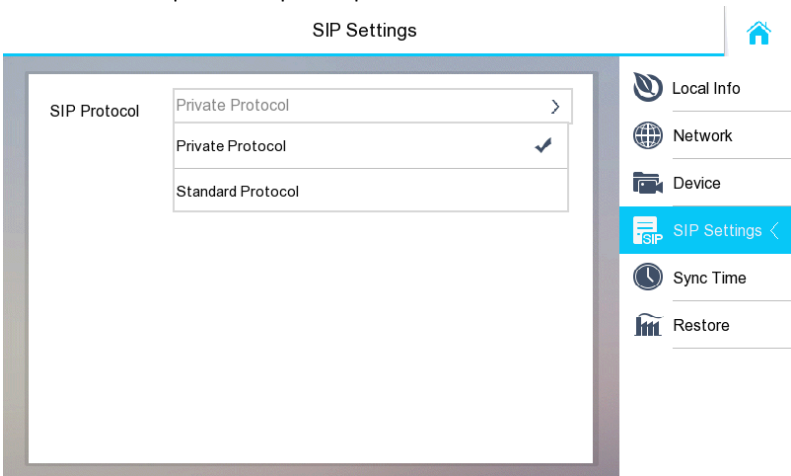 SIP Settings
SIP Protocol
Private Protocol
Private Protocol
Standard Protocol
Local Info
Network
Device
SIP
SIP Settings
Sync Time
Restore